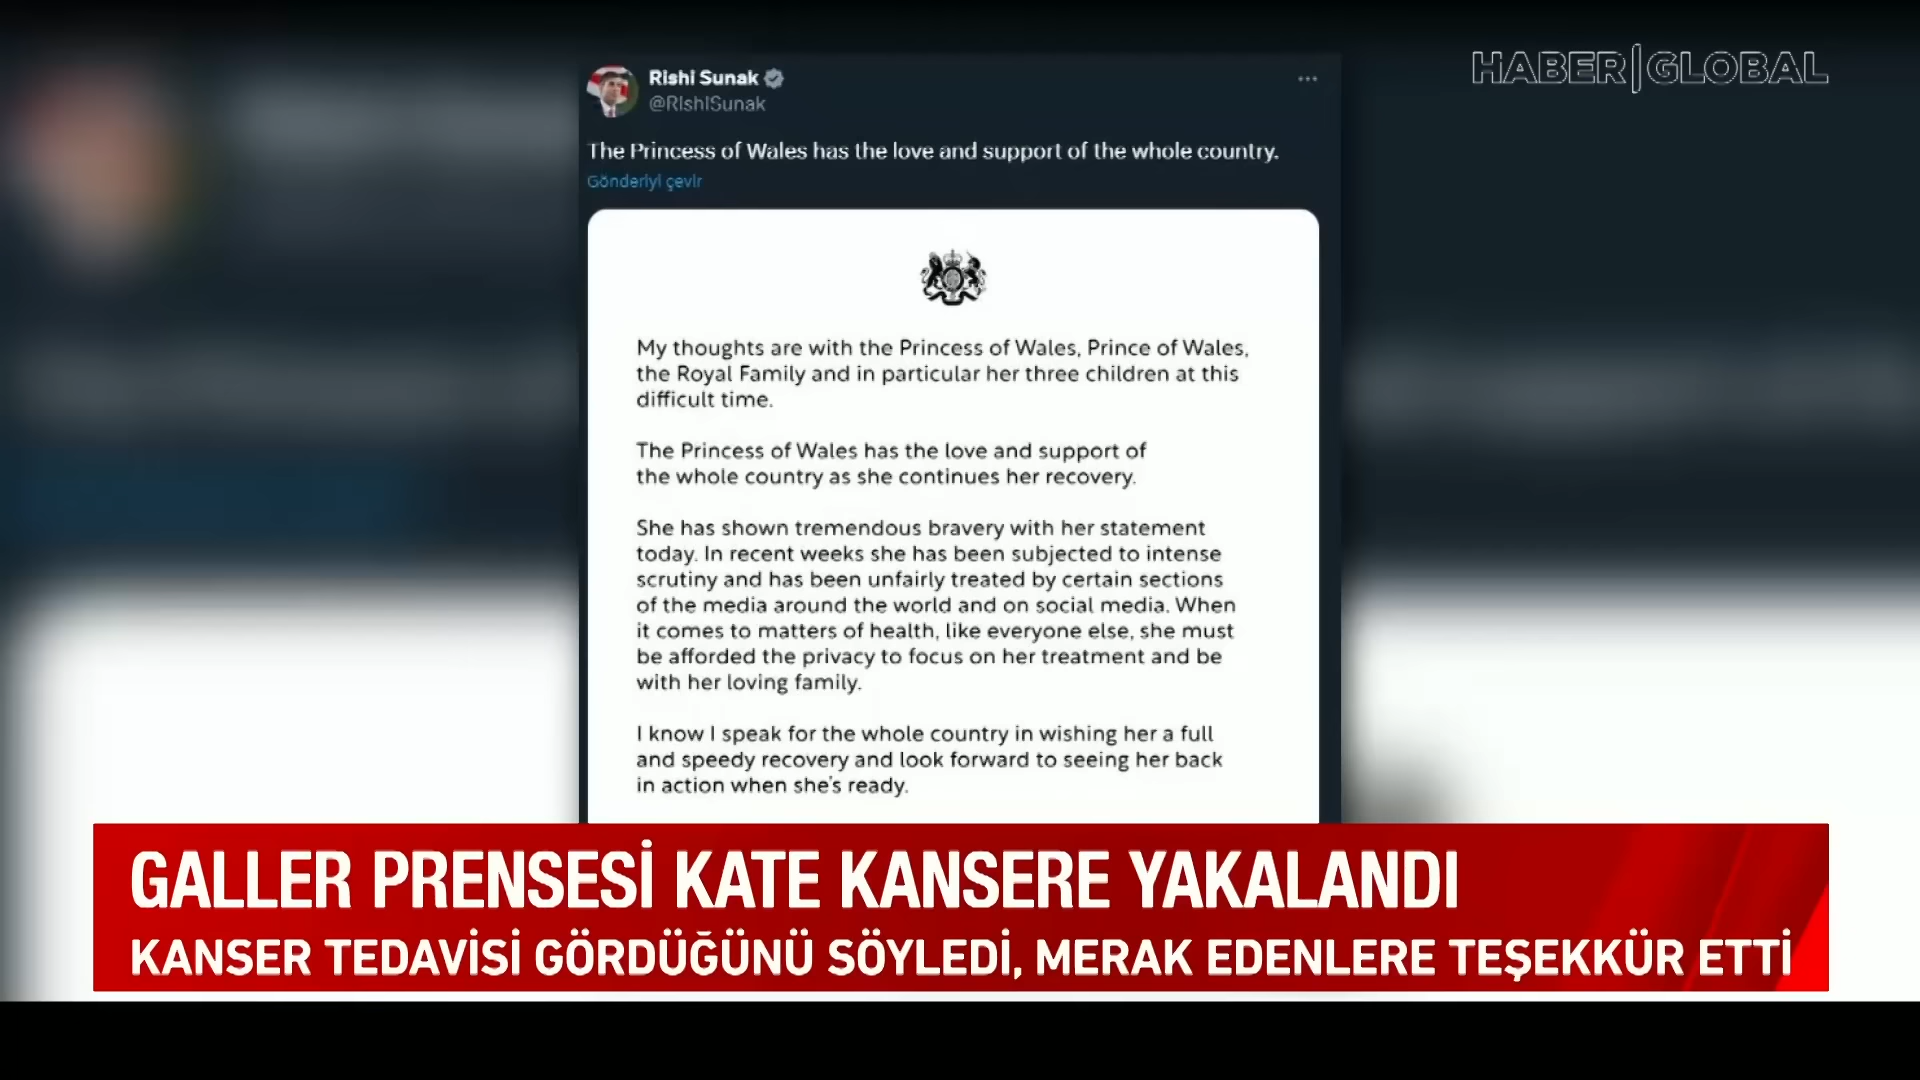 HABER|GLOBAL
Rishi Sunak
@RishiSunak
The Princess of Wales has the love and support of the whole country.
Gönderiyi çevir
My thoughts are with the Princess of Wales, Prince of Wales,
the Royal Family and in particular her three children at this
difficult time.
The Princess of Wales has the love and support of
the whole country as she continues her recovery.
She has shown tremendous bravery with her statement
today. In recent weeks she has been subjected to intense
scrutiny and has been unfairly treated by certain sections
of the media around the world and on social media. When
it comes to matters of health, like everyone else, she must
be afforded the privacy to focus on her treatment and be
with her loving family.
I know I speak for the whole country in wishing her a full
and speedy recovery and look forward to seeing her back
in action when she's ready.
GALLER PRENSESİ KATE KANSERE YAKALANDI
KANSER TEDAVİSİ GÖRDÜĞÜNÜ SÖYLEDİ, MERAK EDENLERE TEŞEKKÜR ETTİ